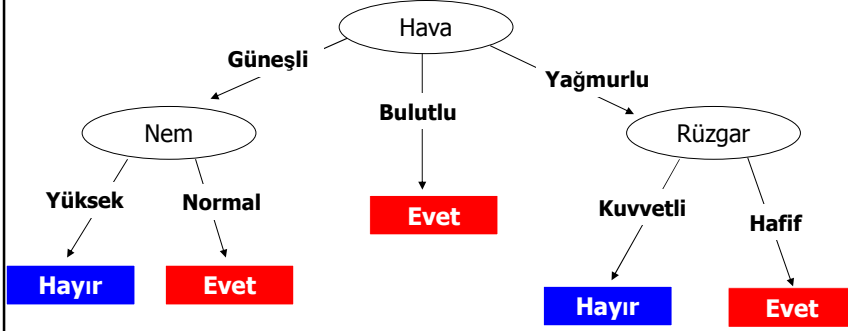 Hava
Güneşli
Yağmurlu
Bulutlu
Nem
Rüzgar
Yüksek
Normal
Evet
Kuvvetli
Hafif
Hayır
Evet
Hayır
Evet